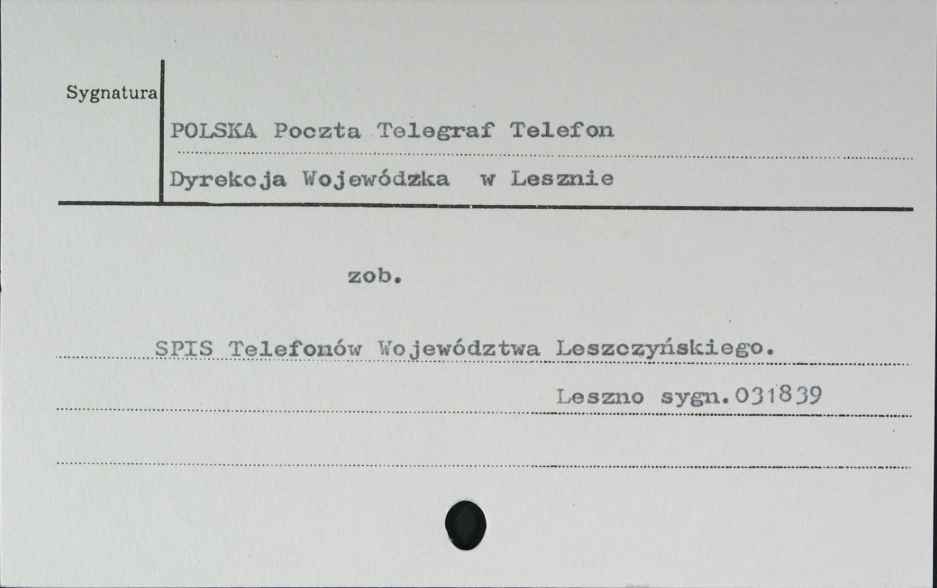 Sygnatura
POLSKA Poczta Telegraf Telefon
Dyrekcja Wojewódzka w Lesznie
zob.
SPIS Telefonów Województwa Leszczyńskiego.
Leszno sygn.031839